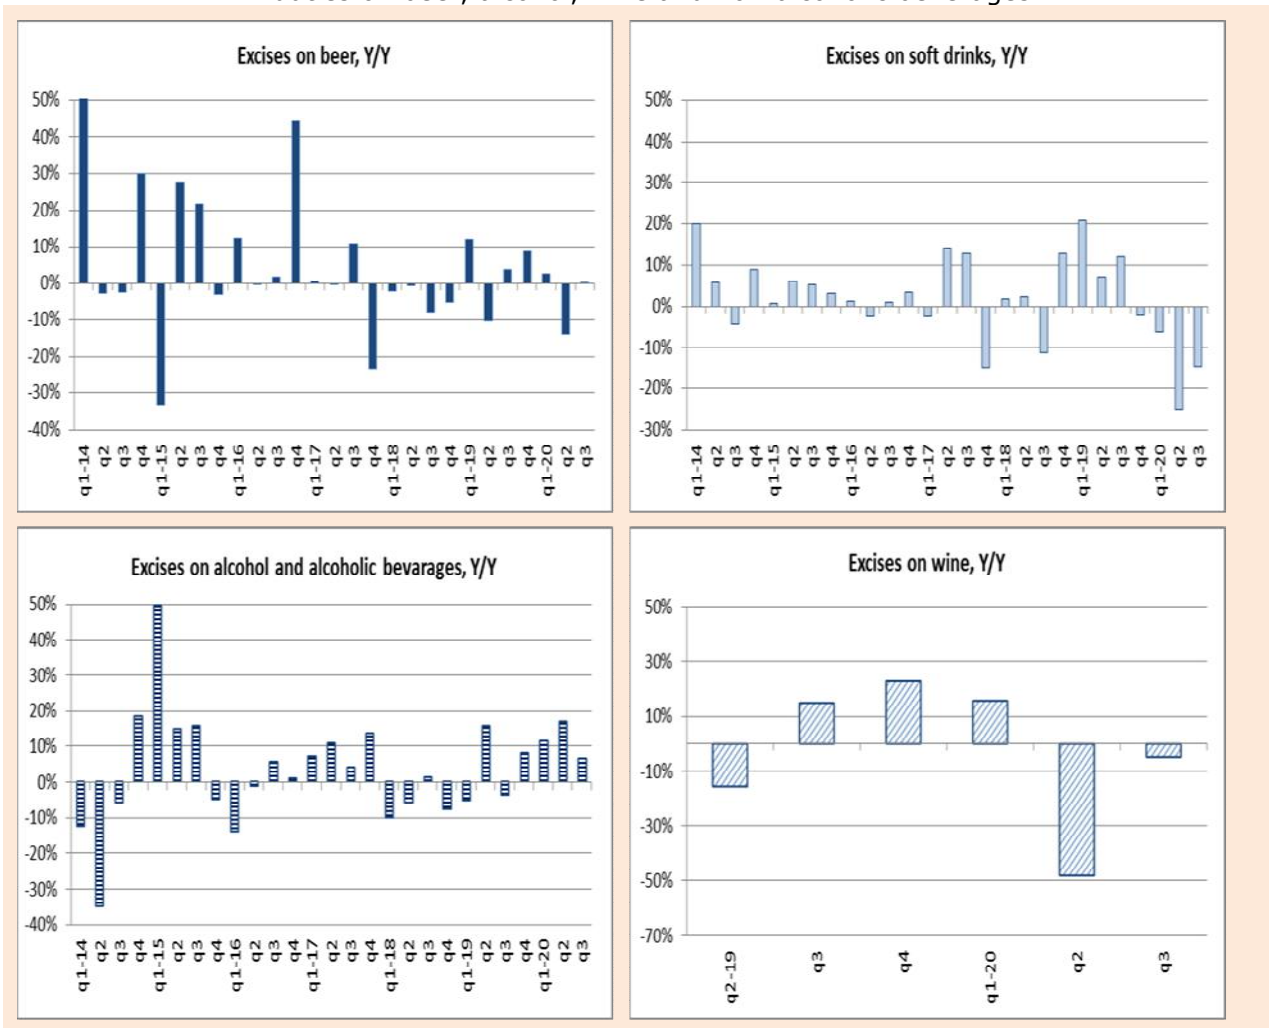 Excises on beer, Y/Y
50%
40%
30%
20%
10%
0%
-10%
-20%
-30%
-40%
q1-14
q2
q3
q4
q1-15
q2
q3
q4
q1-16
q2
q3
q4
q1-17
q2
q3
q4
q1-18
q2
q3
q4
q1-19
q2
q3
q4
q1-20
q2
q3
Excises on soft drinks, Y/Y
50%
40%
30%
20%
10%
0%
-10%
-20%
-30%
q1-14
q2
q3
q4
q1-15
q2
q3
q4
q1-16
q2
q3
q4
q1-17
q2
q3
q4
q1-18
q2
q3
q4
q1-19
q2
q3
q4
q1-20
q2
q3
Excises on alcohol and alcoholic bevarages, Y/Y
50%
40%
30%
20%
10%
0%
-10%
-20%
-30%
-40%
q1-14
q2
q3
q4
q1-15
q2
q3
q4
q1-16
q2
q3
q4
q1-17
q2
q3
q4
q1-18
q2
q3
q4
q1-19
q2
q3
q4
q1-20
q2
q3
Excises on wine, Y/Y
50%
30%
10%
-10%
-30%
-50%
-70%
q2-19
q3
q4
q1-20
q2
q3